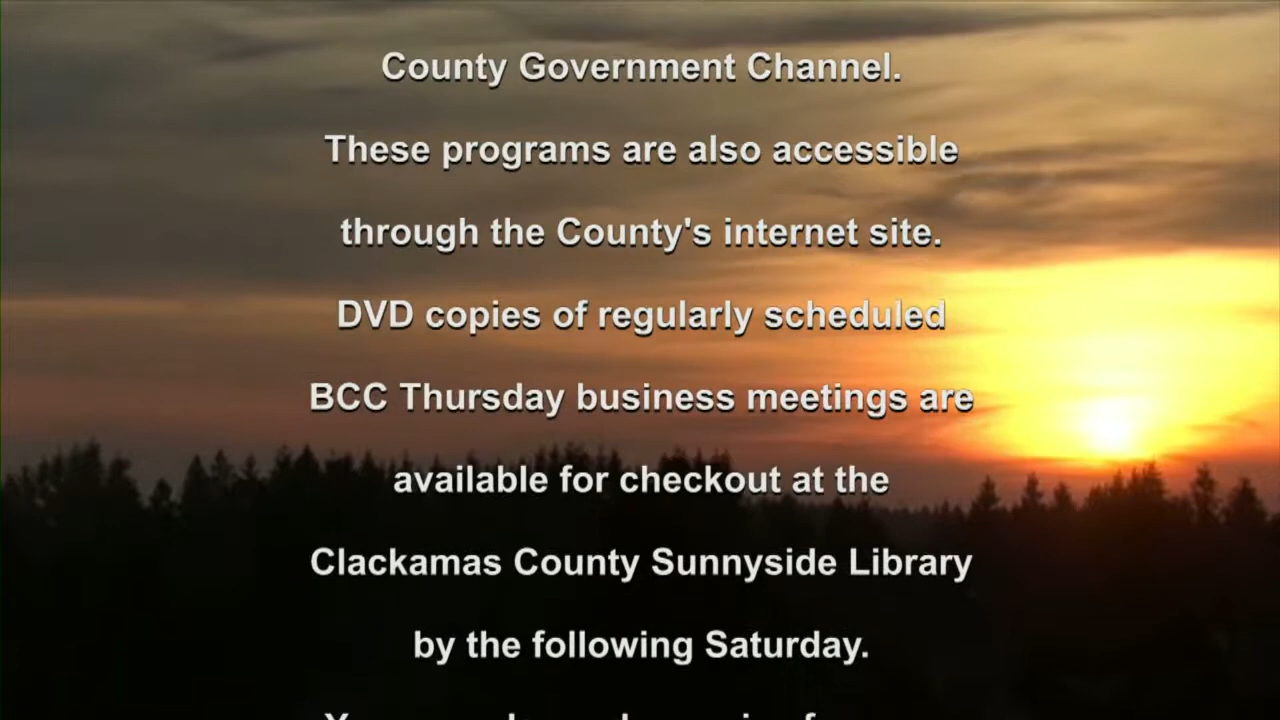 County Government Channel.
These programs are also accessible
through the County's internet site.
DVD copies of regularly scheduled
BCC Thursday business meetings are
available for checkout at the
Clackamas County Sunnyside Library
by the following Saturday.